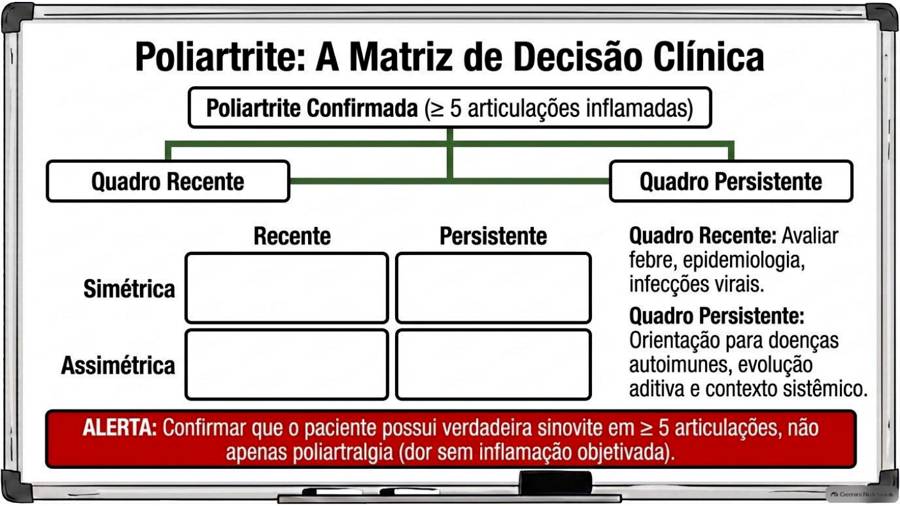 Poliartrite: A Matriz de Decisão Clínica
Poliartrite Confirmada (≥ 5 articulações inflamadas)
Quadro Recente
Quadro Persistente
Recente
Persistente
Simétrica
Assimétrica
Quadro Recente: Avaliar
febre, epidemiologia,
infecções virais.
Quadro Persistente:
Orientação para doenças
autoimunes, evolução
aditiva e contexto sistêmico.
ALERTA: Confirmar que o paciente possui verdadeira sinovite em ≥ 5 articulações, não
apenas poliartralgia (dor sem inflamação objetivada).